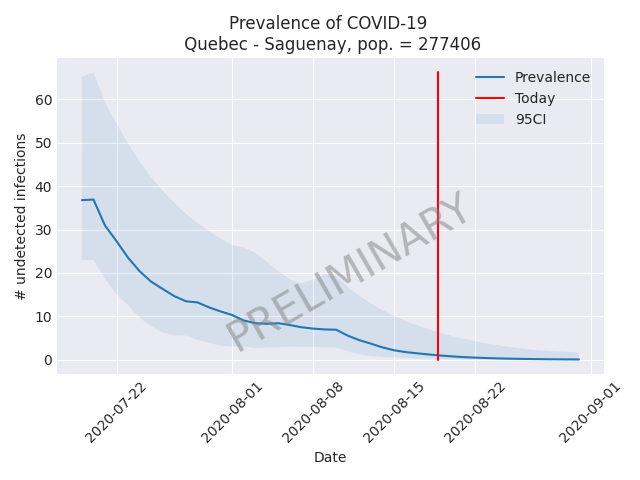 Prevalence of COVID-19
Quebec - Saguenay, pop. = 277406
Prevalence
Today
95CI
# undetected infections
60
50
40
30
20
10
0
PRELIMINARY
2020-07-22
2020-08-01
2020-08-08
2020-08-15
2020-08-22
2020-09-01
Date